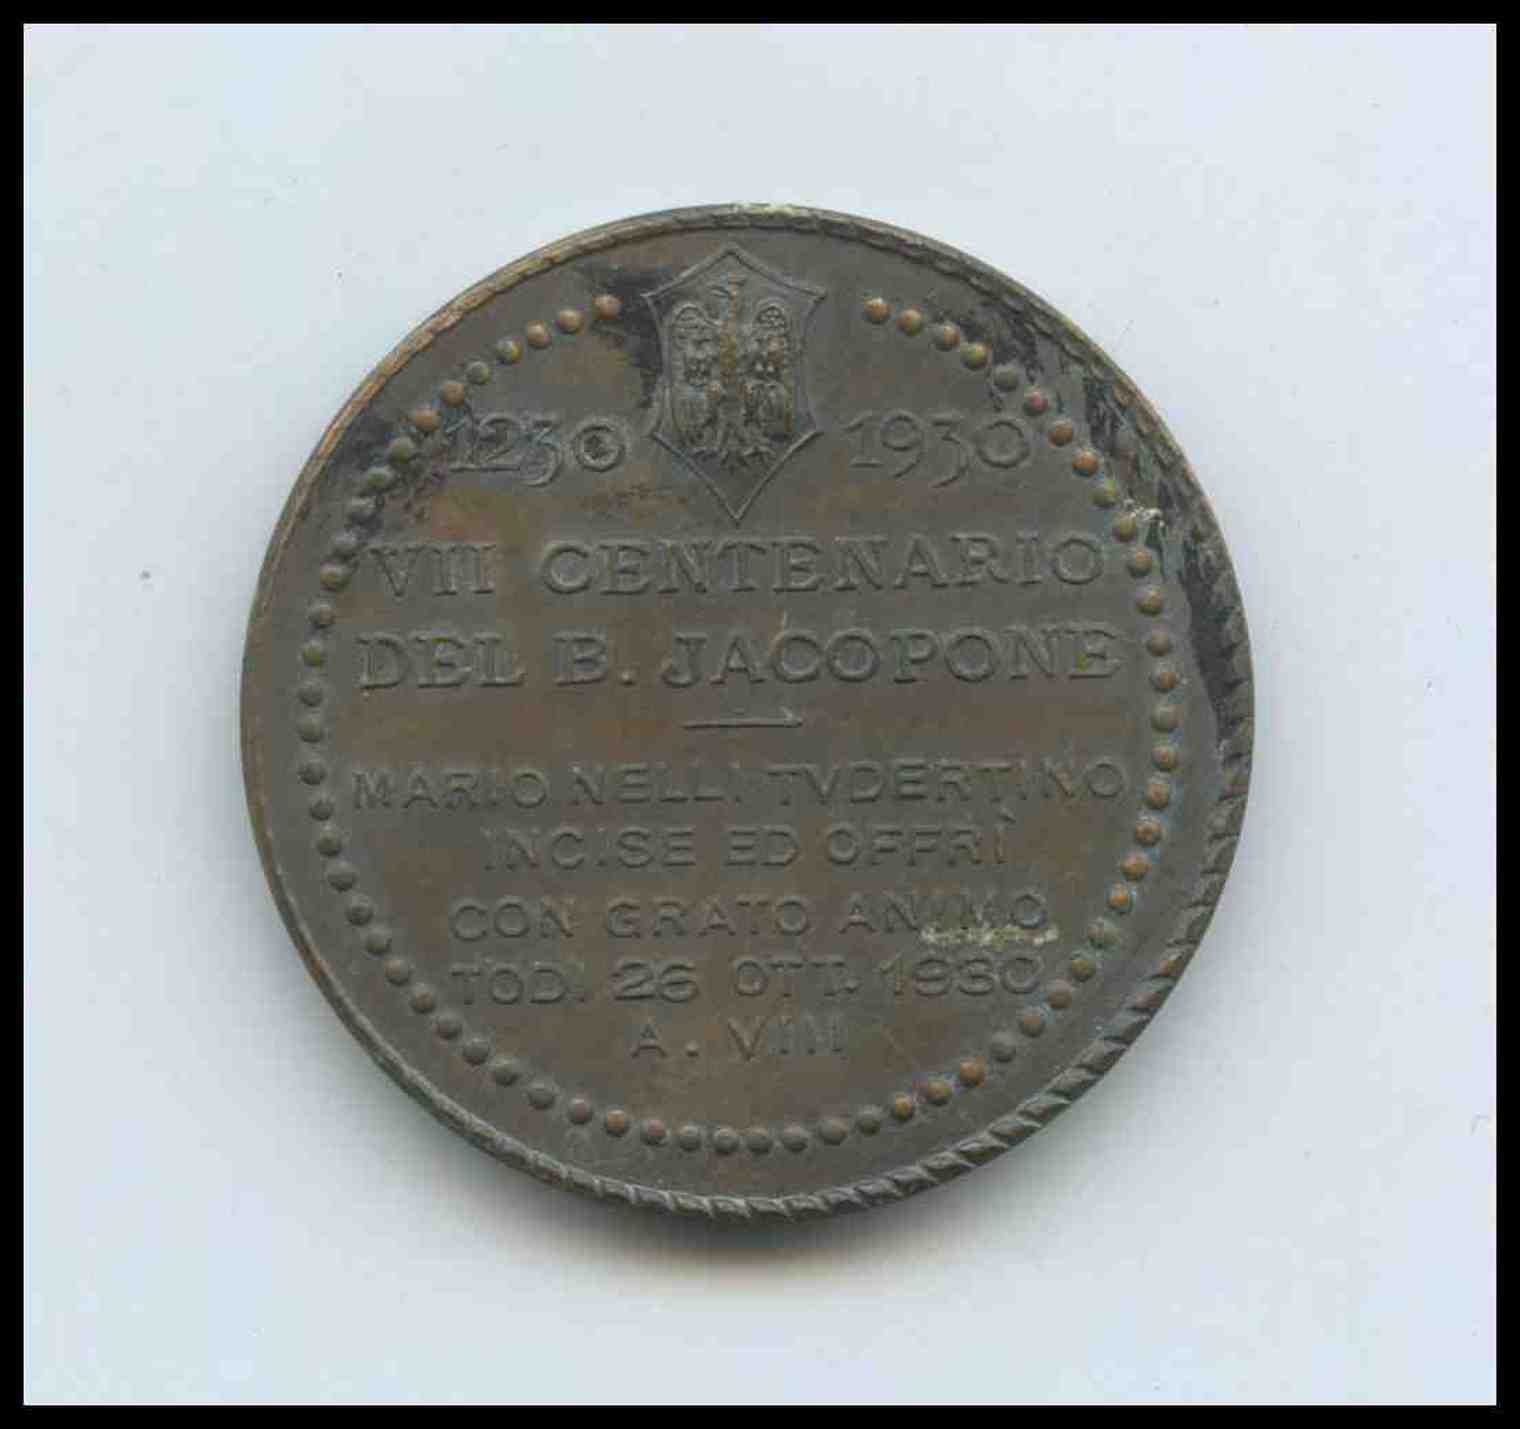 1230 1930
VIII CENTENARIO
DEL B. JACOPONE
MARIO NELLI TVDERTINO
INCISE ED OFFRÌ
CON GRATO ANIMO
TODI 26 OTT. 1930
A. VIII